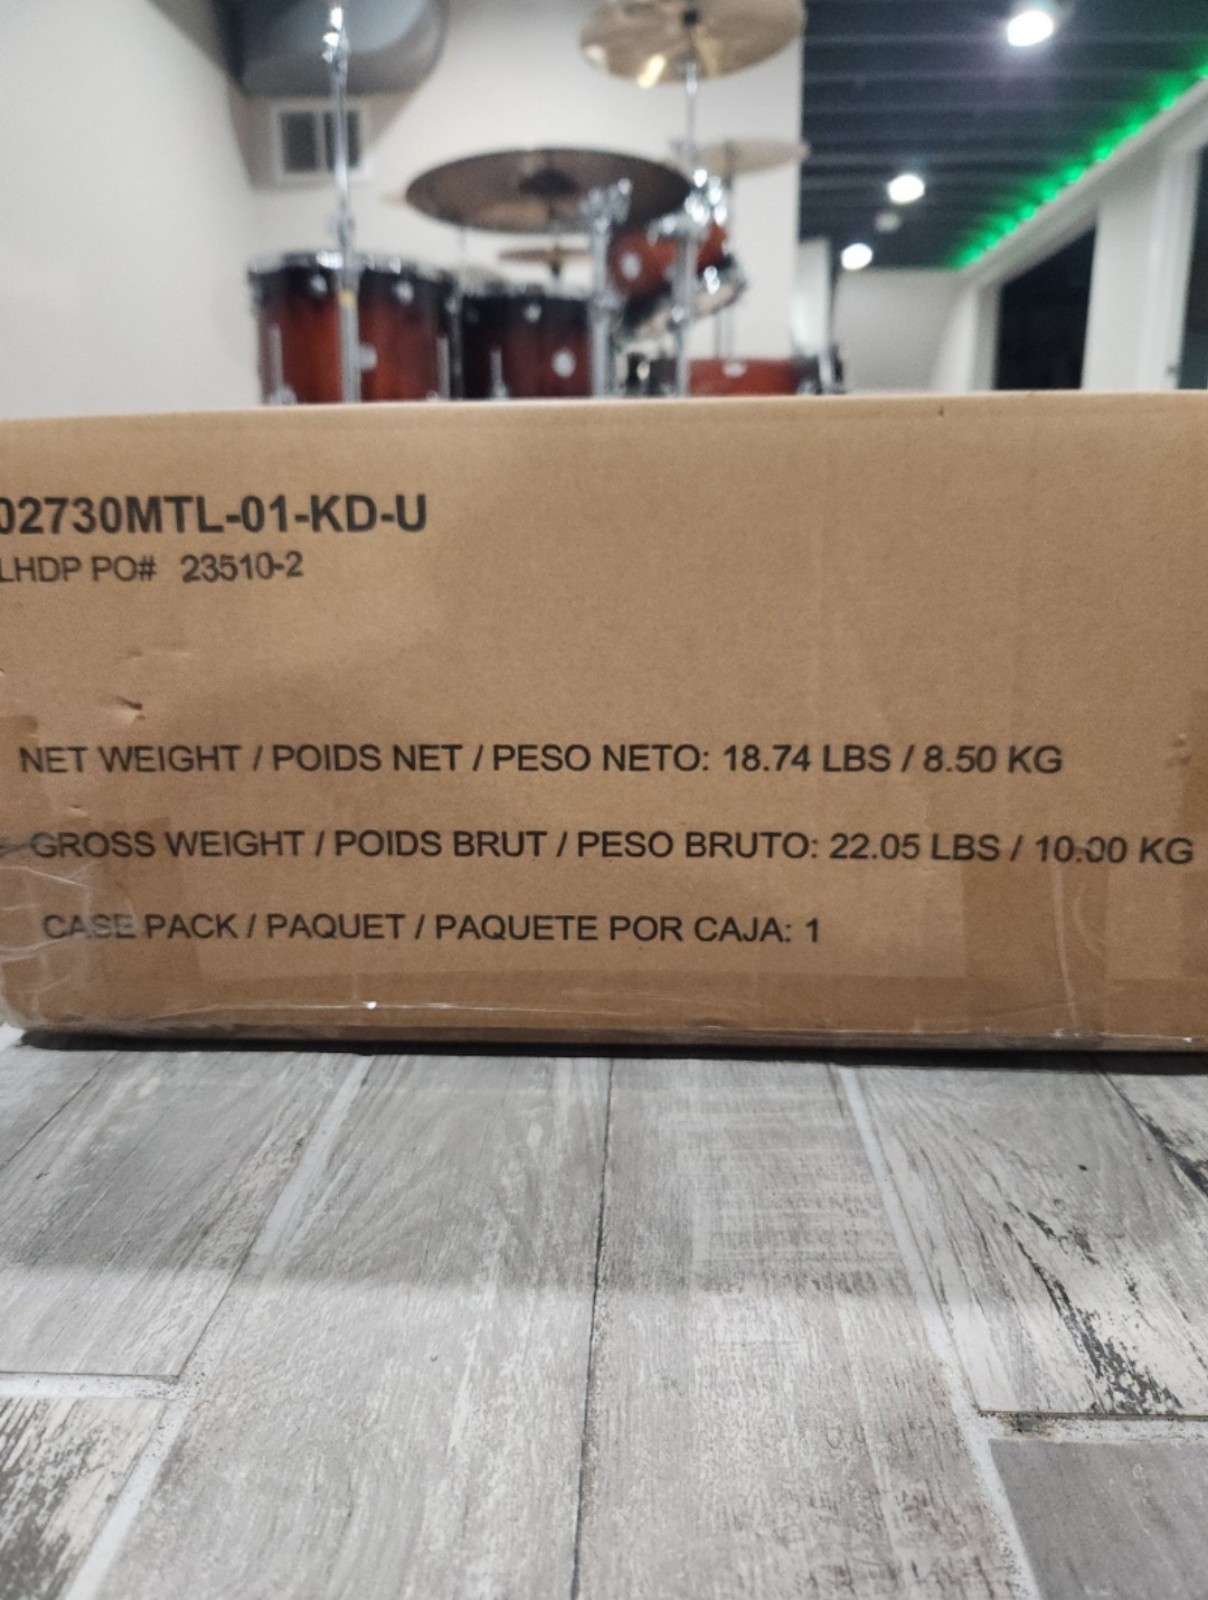 02730MTL-01-KD-U
LHDP PO# 23510-2
NET WEIGHT / POIDS NET / PESO NETO: 18.74 LBS / 8.50 KG
GROSS WEIGHT / POIDS BRUT / PESO BRUTO: 22.05 LBS / 10.00 KG
CASE PACK / PAQUET / PAQUETE POR CAJA: 1